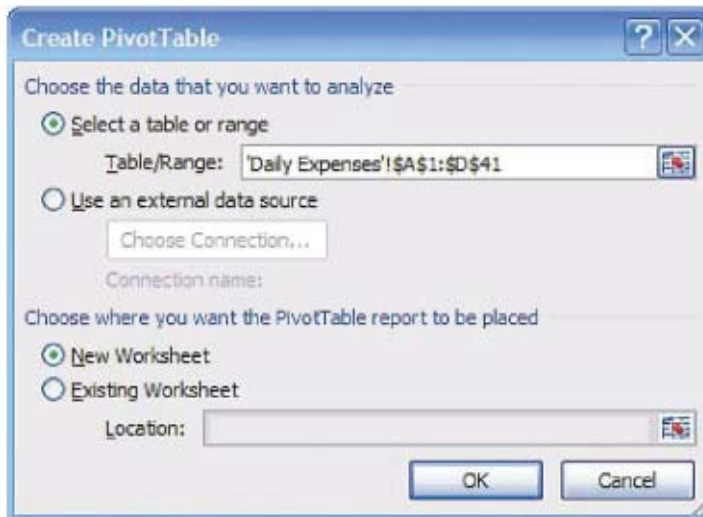 Create PivotTable
Choose the data that you want to analyze
Select a table or range
Table/Range: 'Daily Expenses'!$A$1:$D$41
Use an external data source
Choose Connection...
Connection name:
Choose where you want the PivotTable report to be placed
New Worksheet
Existing Worksheet
Location:
OK Cancel